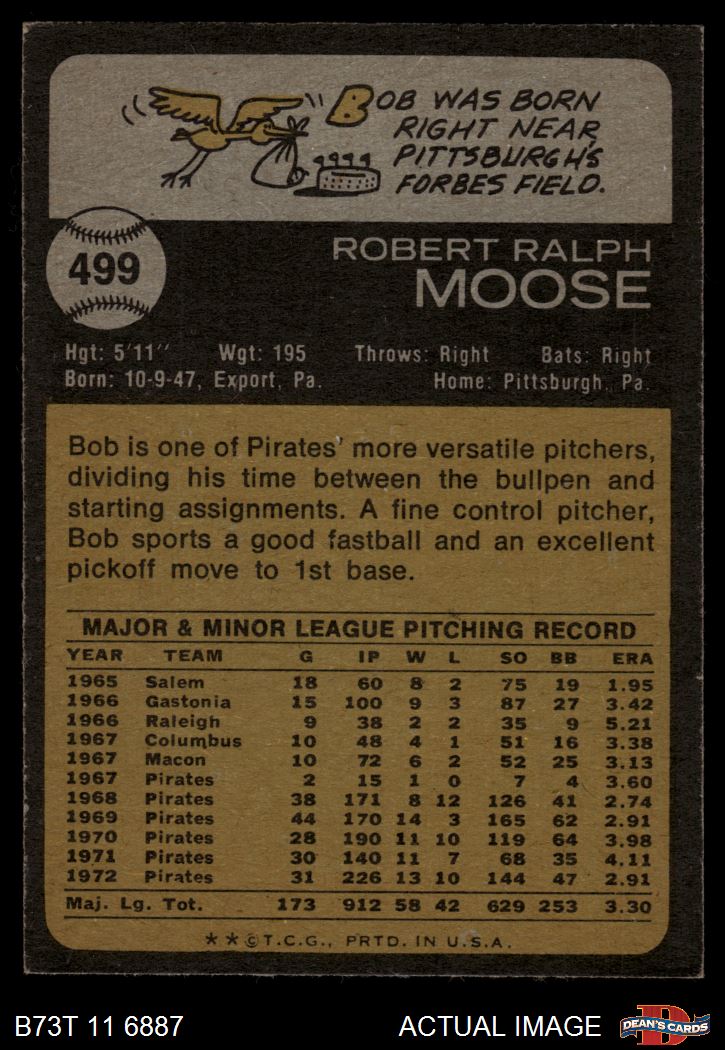 BOB WAS BORN
RIGHT NEAR
PITTSBURGH'S
FORBES FIELD.
499
ROBERT RALPH
MOOSE
Hgt: 5'11" Wgt: 195 Throws: Right Bats: Right
Born: 10-9-47, Export, Pa. Home: Pittsburgh, Pa.
Bob is one of Pirates' more versatile pitchers,
dividing his time between the bullpen and
starting assignments. A fine control pitcher,
Bob sports a good fastball and an excellent
pickoff move to 1st base.
MAJOR & MINOR LEAGUE PITCHING RECORD
YEAR TEAM G IP W L SO BB ERA
1965 Salem 18 60 8 2 75 19 1.95
1966 Gastonia 15 100 9 3 87 27 3.42
1966 Raleigh 9 38 2 2 35 9 5.21
1967 Columbus 10 48 4 1 51 16 3.38
1967 Macon 10 72 6 2 52 25 3.13
1967 Pirates 2 15 1 0 7 4 3.60
1968 Pirates 38 171 8 12 126 41 2.74
1969 Pirates 44 170 14 3 165 62 2.91
1970 Pirates 28 190 11 10 119 64 3.98
1971 Pirates 30 140 11 7 68 35 4.11
1972 Pirates 31 226 13 10 144 47 2.91
Maj. Lg. Tot. 173 912 58 42 629 253 3.30
**©T.C.G., PRTD. IN U.S.A.
B73T 11 6887 ACTUAL IMAGE
D
DEAN'S CARDS